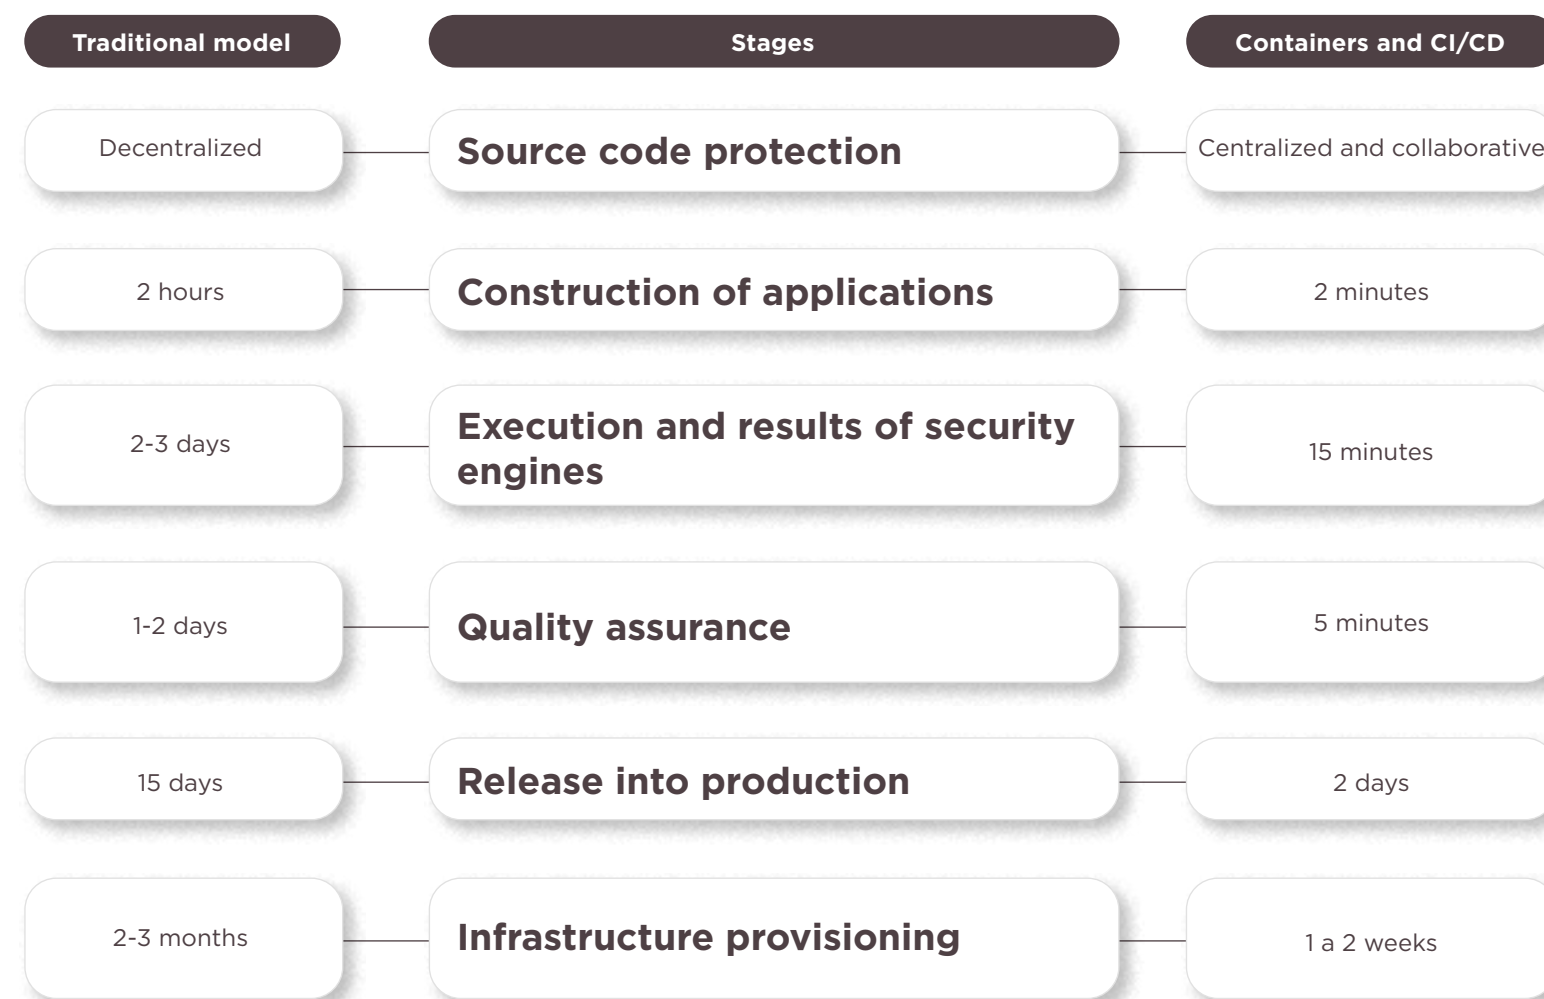 Traditional model
Stages
Containers and CI/CD
Decentralized
Source code protection
Centralized and collaborative
2 hours
Construction of applications
2 minutes
2-3 days
Execution and results of security
engines
15 minutes
1-2 days
Quality assurance
5 minutes
15 days
Release into production
2 days
2-3 months
Infrastructure provisioning
1 a 2 weeks